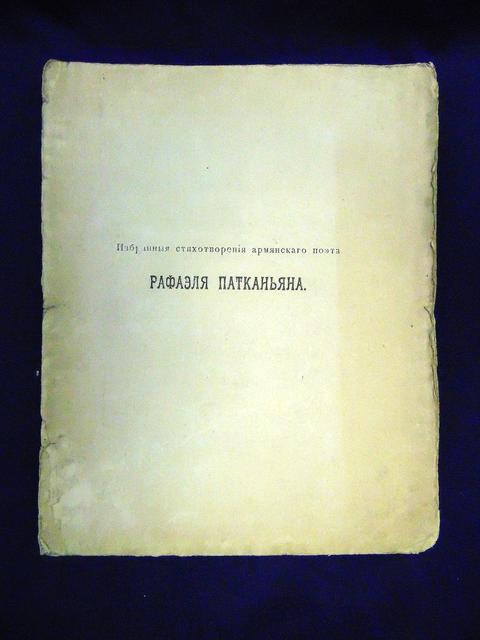 Избранныя стихотворенія армянскаго поэта
РАФАЭЛЯ ПАТКАНЬЯНА.